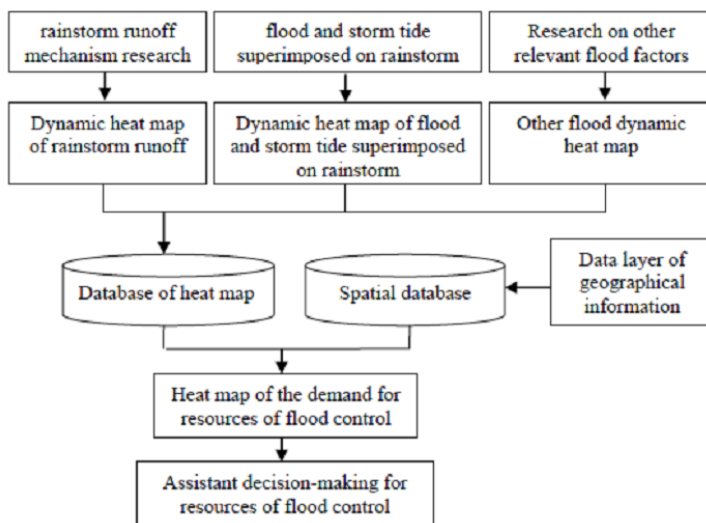 rainstorm runoff
mechanism research
flood and storm tide
superimposed on rainstorm
Research on other
relevant flood factors
Dynamic heat map
of rainstorm runoff
Dynamic heat map of flood
and storm tide superimposed
on rainstorm
Other flood dynamic
heat map
Database of heat map
Spatial database
Data layer of
geographical
information
Heat map of the demand for
resources of flood control
Assistant decision-making for
resources of flood control